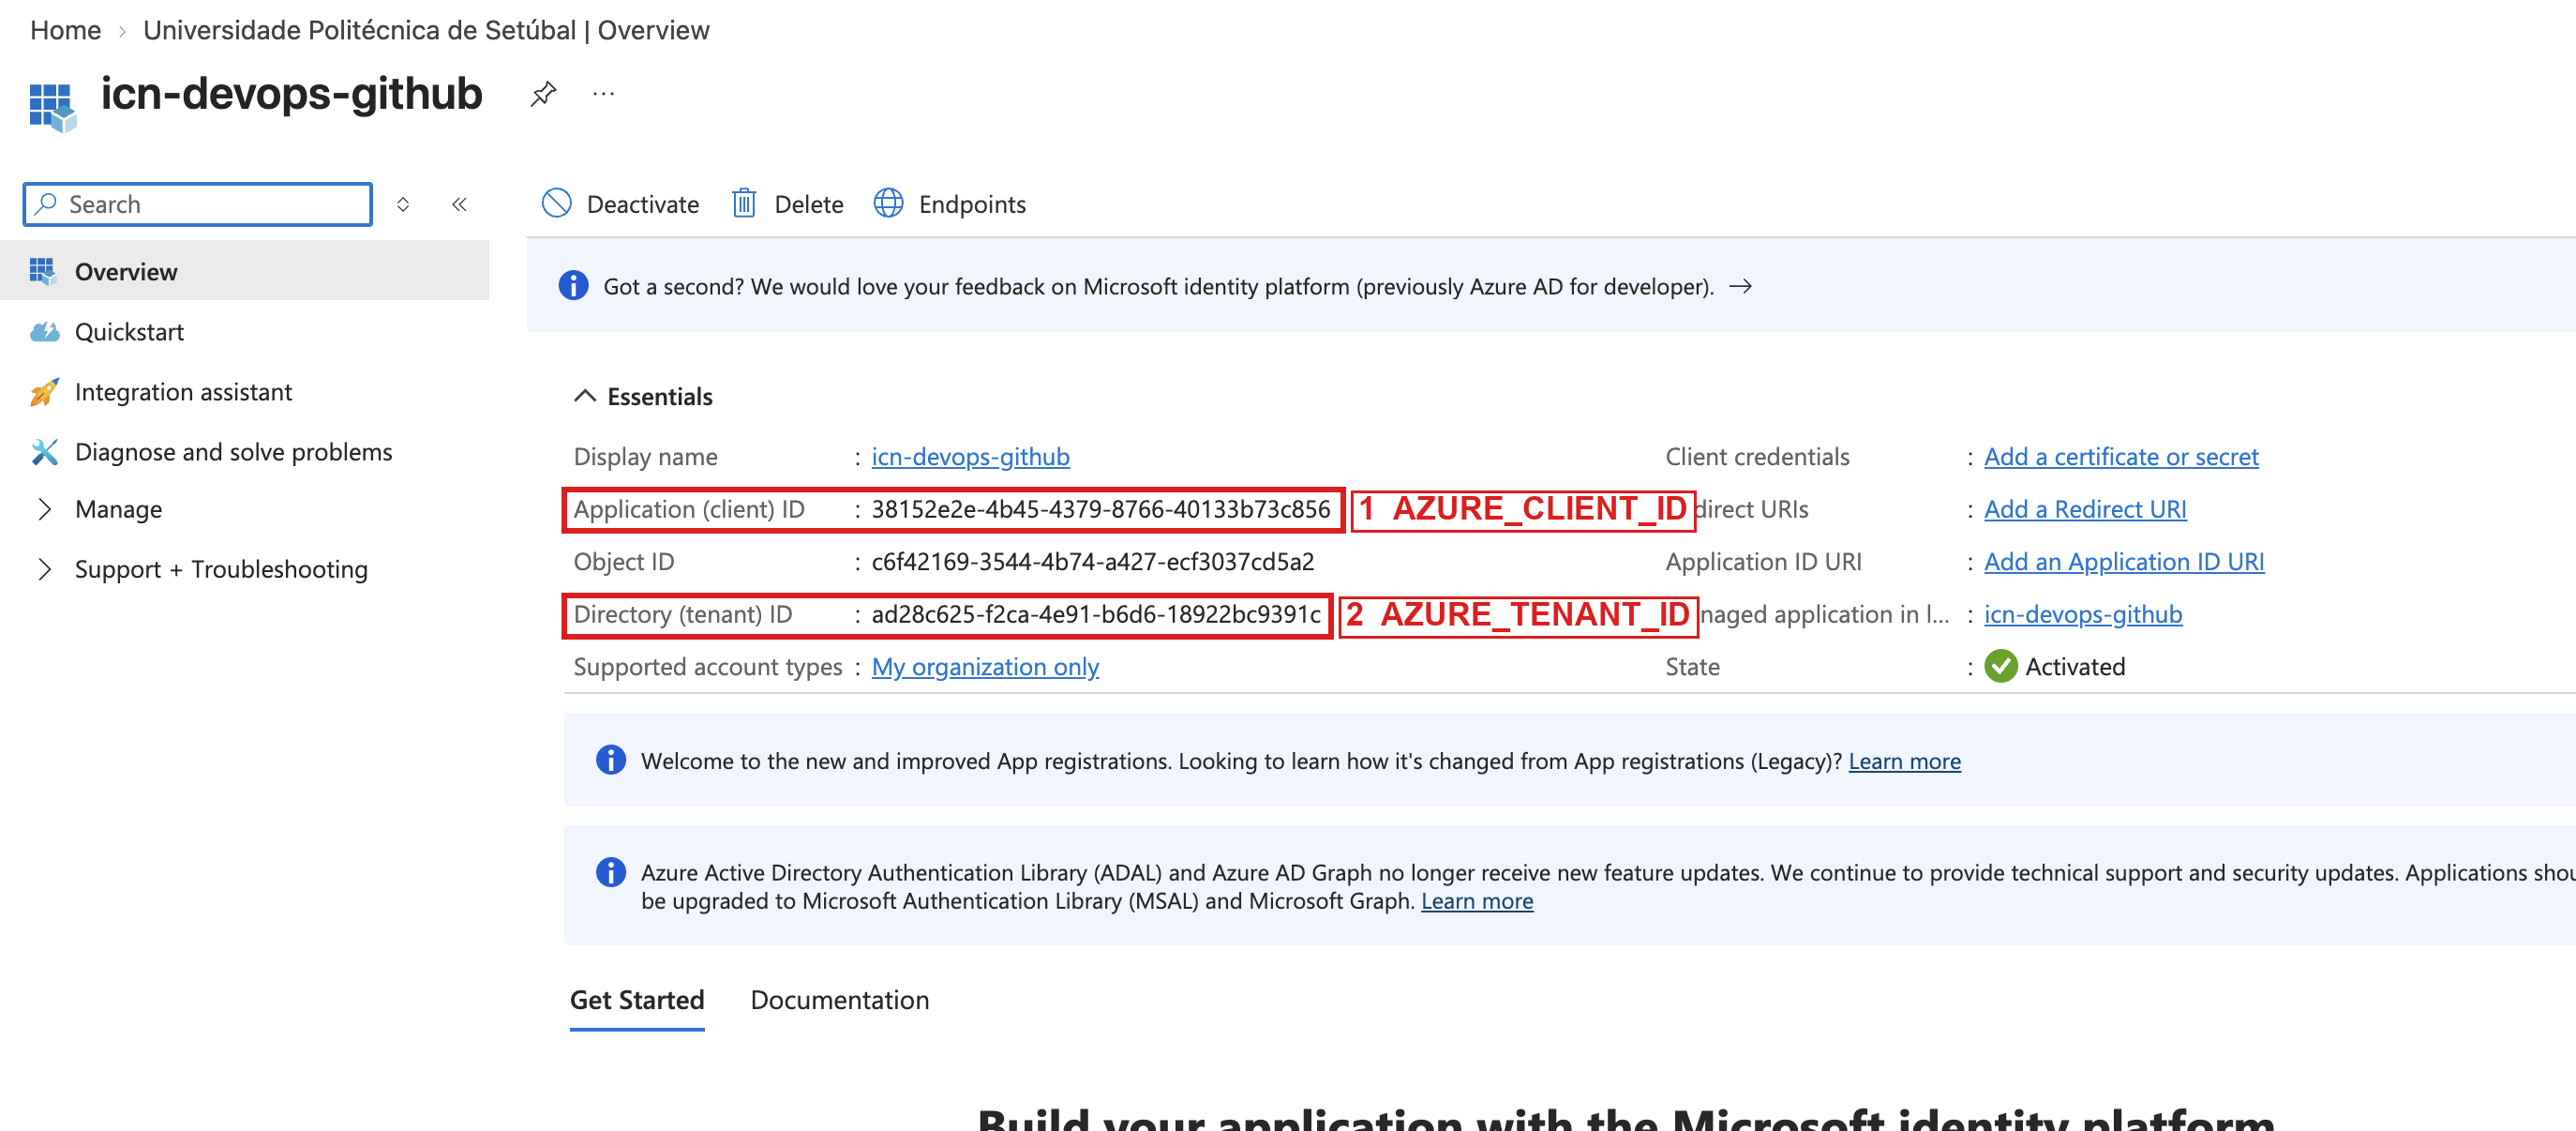 Home > Universidade Politécnica de Setúbal | Overview
icn-devops-github ...
Search
Deactivate Delete Endpoints
Overview
Got a second? We would love your feedback on Microsoft identity platform (previously Azure AD for developer). →
Quickstart
Integration assistant
Diagnose and solve problems
Manage
Support + Troubleshooting
Essentials
Display name : icn-devops-github
Client credentials : Add a certificate or secret
Application (client) ID : 38152e2e-4b45-4379-8766-40133b73c856 1 AZURE_CLIENT_ID
direct URIs : Add a Redirect URI
Object ID : c6f42169-3544-4b74-a427-ecf3037cd5a2
Application ID URI : Add an Application ID URI
Directory (tenant) ID : ad28c625-f2ca-4e91-b6d6-18922bc9391c 2 AZURE_TENANT_ID
naged application in l... : icn-devops-github
Supported account types : My organization only
State : Activated
Welcome to the new and improved App registrations. Looking to learn how it's changed from App registrations (Legacy)? Learn more
Azure Active Directory Authentication Library (ADAL) and Azure AD Graph no longer receive new feature updates. We continue to provide technical support and security updates. Applications shou
be upgraded to Microsoft Authentication Library (MSAL) and Microsoft Graph. Learn more
Get Started Documentation
Build your application with the Microsoft identity platform